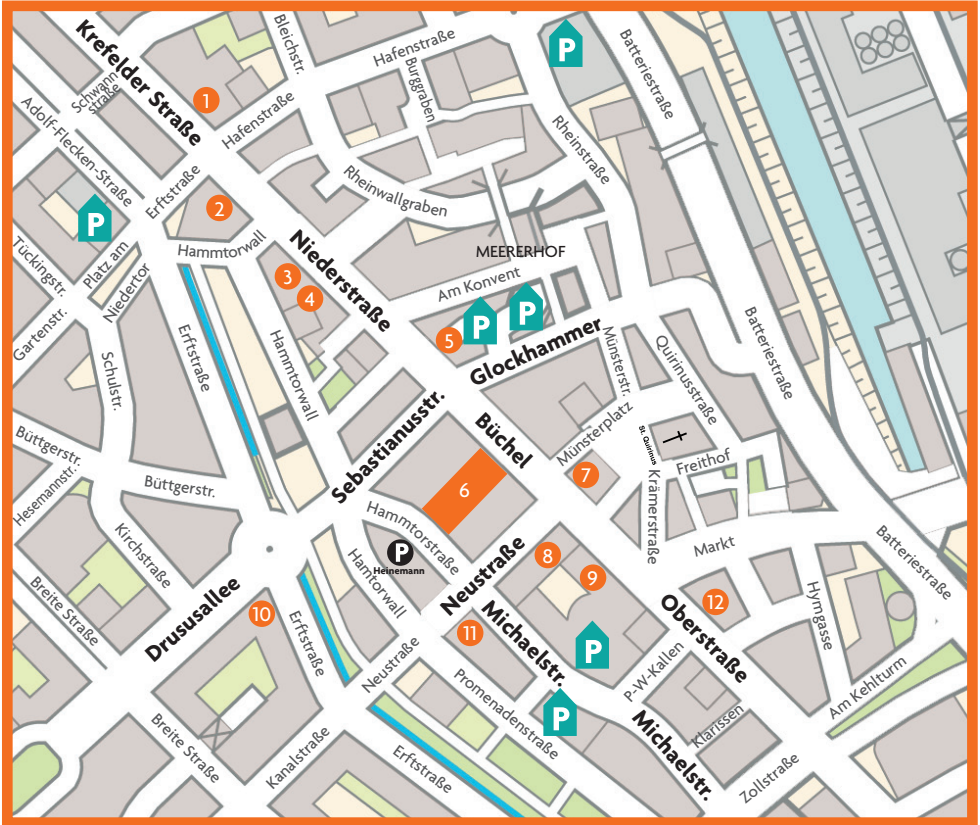 Krefelder Straße
Bleichstr.
Hafenstraße
P
Batteriestraße
Schwann-
straße
Burggraben
1
Hafenstraße
Adolf-Flecken-Straße
Rheinstraße
Erftstraße
Rheinwallgraben
P
2
Hammtorwall
Niederstraße
MEERERHOF
Tückingstr.
Platz am
Niedertor
3
4
Am Konvent
P
P
5
Glockhammer
Gartenstr.
Erftstraße
Hammtorwall
Schulstr.
Münsterstr.
Quirinusstraße
Batteriestraße
Sebastianusstr.
Büchel
Münsterplatz
St. Quirinus
Büttgerstr.
Hesemannstr.
Büttgerstr.
6
7
Freithof
Krämerstraße
Hammtorstraße
Kirchstraße
P
Heinemann
Neustraße
8
9
Markt
Batteriestraße
Hamtorwall
Breite Straße
Drususallee
10
Erftstraße
11
Michaelstr.
Oberstraße
12
Hymgasse
P
P-W-Kallen
Neustraße
Promenadenstraße
P
Michaelstr.
Klarissen
Am Kehlturm
Breite Straße
Kanalstraße
Erftstraße
Zollstraße